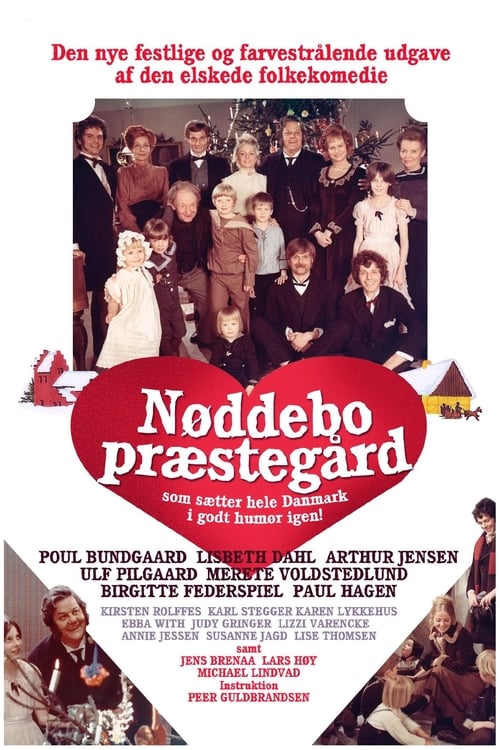 Den nye festlige og farvestrålende udgave
af den elskede folkekomedie
Nøddebo
præstegård
som sætter hele Danmark
i godt humør igen!
POUL BUNDGAARD LISBETH DAHL ARTHUR JENSEN
ULF PILGAARD MERETE VOLDSTEDLUND
BIRGITTE FEDERSPIEL PAUL HAGEN
KIRSTEN ROLFFES KARL STEGGER KAREN LYKKEHUS
EBBA WITH JUDY GRINGER LIZZI VARENCKE
ANNIE JESSEN SUSANNE JAGD LISE THOMSEN
samt
JENS BRENAA LARS HØY
MICHAEL LINDVAD
Instruktion
PEER GULDBRANDSEN